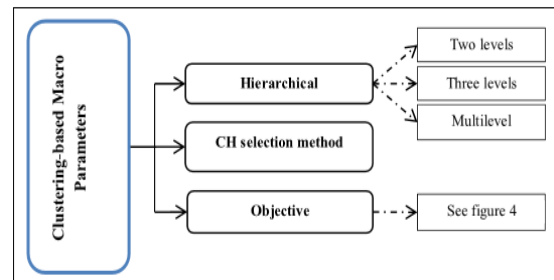 Clustering-based Macro
Parameters
Hierarchical
CH selection method
Objective
Two levels
Three levels
Multilevel
See figure 4